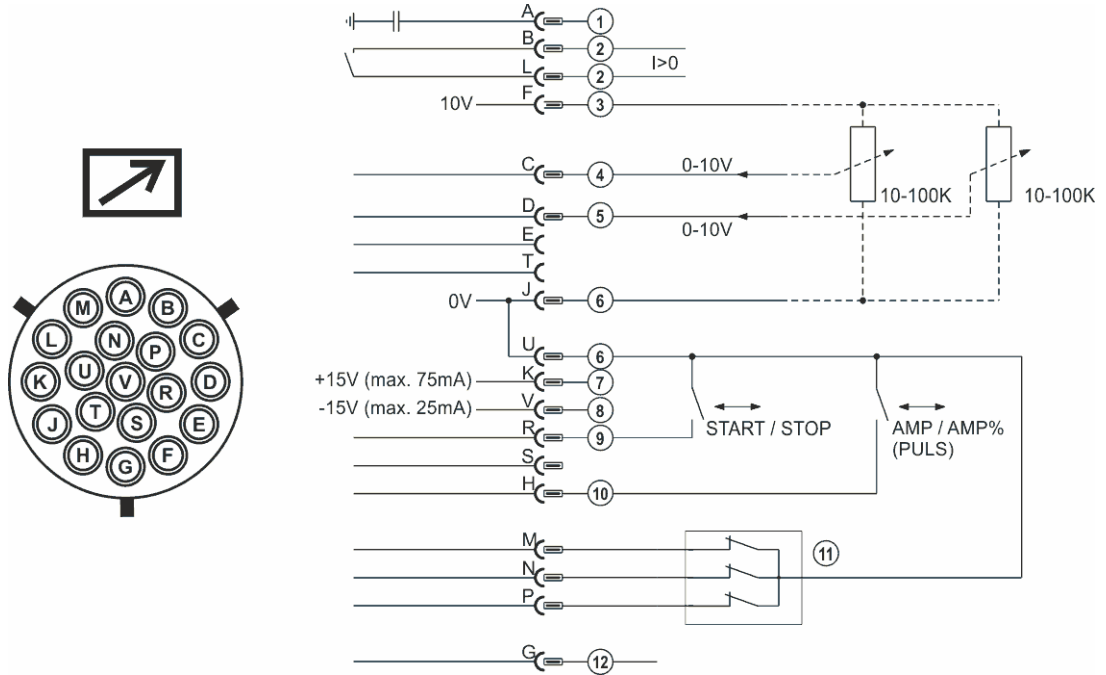 A 1
B 2
L 2 I>0
10V F 3
C 4 0-10V 10-100K 10-100K
D 5
0-10V
E
T
0V J 6
U 6
+15V (max. 75mA) K 7
-15V (max. 25mA) V 8
R 9 START / STOP AMP / AMP%
(PULS)
S
H 10
M 11
N
P
G 12
A
M B
L N P C
K U V R D
J T S E
H G F